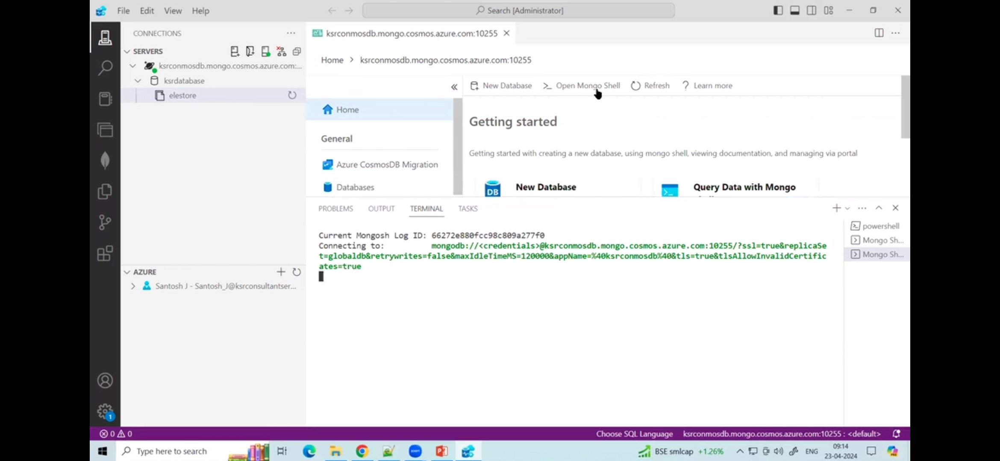 File Edit View Help
Search [Administrator]
CONNECTIONS
SERVERS
ksrconmosdb.mongo.cosmos.azure.com:...
ksrdatabase
elestore
AZURE
Santosh J - Santosh_J@ksrconsultantser...
1
ksrconmosdb.mongo.cosmos.azure.com:10255
Home > ksrconmosdb.mongo.cosmos.azure.com:10255
New Database Open Mongo Shell Refresh Learn more
Home
General
Azure CosmosDB Migration
Databases
Getting started
Getting started with creating a new database, using mongo shell, viewing documentation, and managing via portal
DB
New Database
Query Data with Mongo
PROBLEMS OUTPUT TERMINAL TASKS
Current Mongosh Log ID: 66272e880fcc98c809a277f0
Connecting to: mongodb://<credentials>@ksrconmosdb.mongo.cosmos.azure.com:10255/?ssl=true&replicaSe
t=globaldb&retrywrites=false&maxIdleTimeMS=120000&appName=%40ksrconmosdb%40&tls=true&tlsAllowInvalidCertific
ates=true
powershell
Mongo Sh...
Mongo Sh...
0 0
Choose SQL Language ksrconmosdb.mongo.cosmos.azure.com:10255 : <default>
Type here to search
zoom
BSE smlcap +1.26%
ENG
09:14
23-04-2024